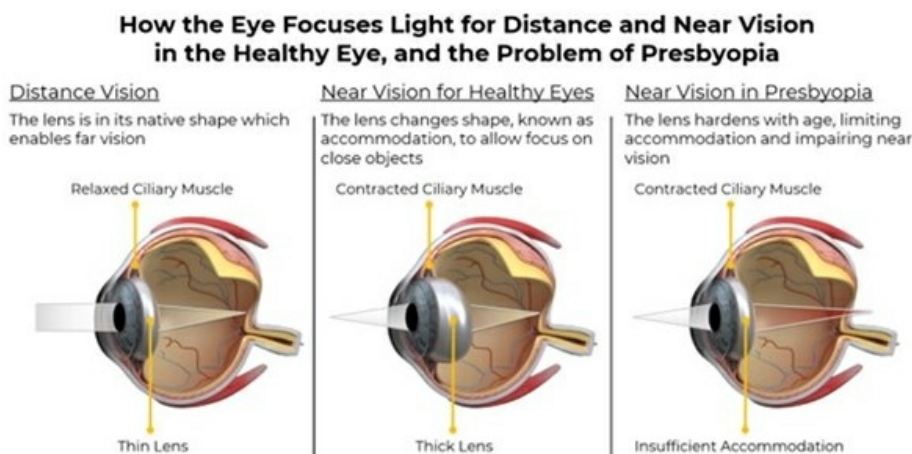 How the Eye Focuses Light for Distance and Near Vision
in the Healthy Eye, and the Problem of Presbyopia
Distance Vision
The lens is in its native shape which
enables far vision
Relaxed Ciliary Muscle
Thin Lens
Near Vision for Healthy Eyes
The lens changes shape, known as
accommodation, to allow focus on
close objects
Contracted Ciliary Muscle
Thick Lens
Near Vision in Presbyopia
The lens hardens with age, limiting
accommodation and impairing near
vision
Contracted Ciliary Muscle
Insufficient Accommodation